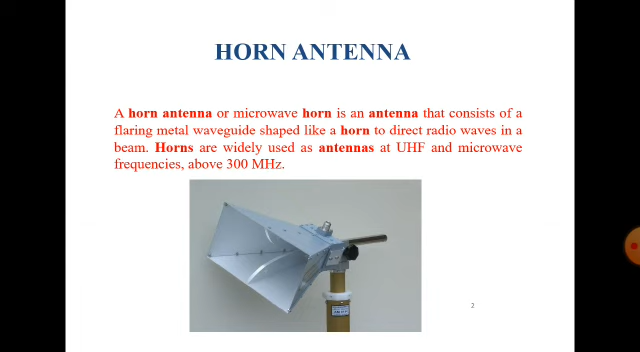 HORN ANTENNA
A horn antenna or microwave horn is an antenna that consists of a
flaring metal waveguide shaped like a horn to direct radio waves in a
beam. Horns are widely used as antennas at UHF and microwave
frequencies, above 300 MHz.
2